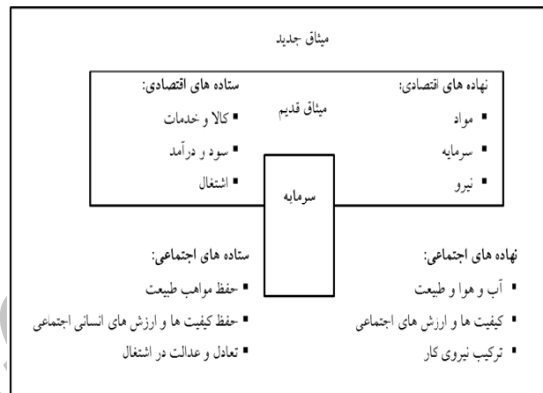 میثاق جدید
نهاده های اقتصادی:
■ مواد
■ سرمایه
■ نیرو
میثاق قدیم
ستاده های اقتصادی:
■ کالا و خدمات
■ سود و درآمد
■ اشتغال
سرمایه
نهاده های اجتماعی:
■ آب و هوا و طبیعت
■ کیفیت ها و ارزش های اجتماعی
■ ترکیب نیروی کار
ستاده های اجتماعی:
■ حفظ مواهب طبیعت
■ حفظ کیفیت ها و ارزش های انسانی اجتماعی
■ تعادل و عدالت در اشتغال